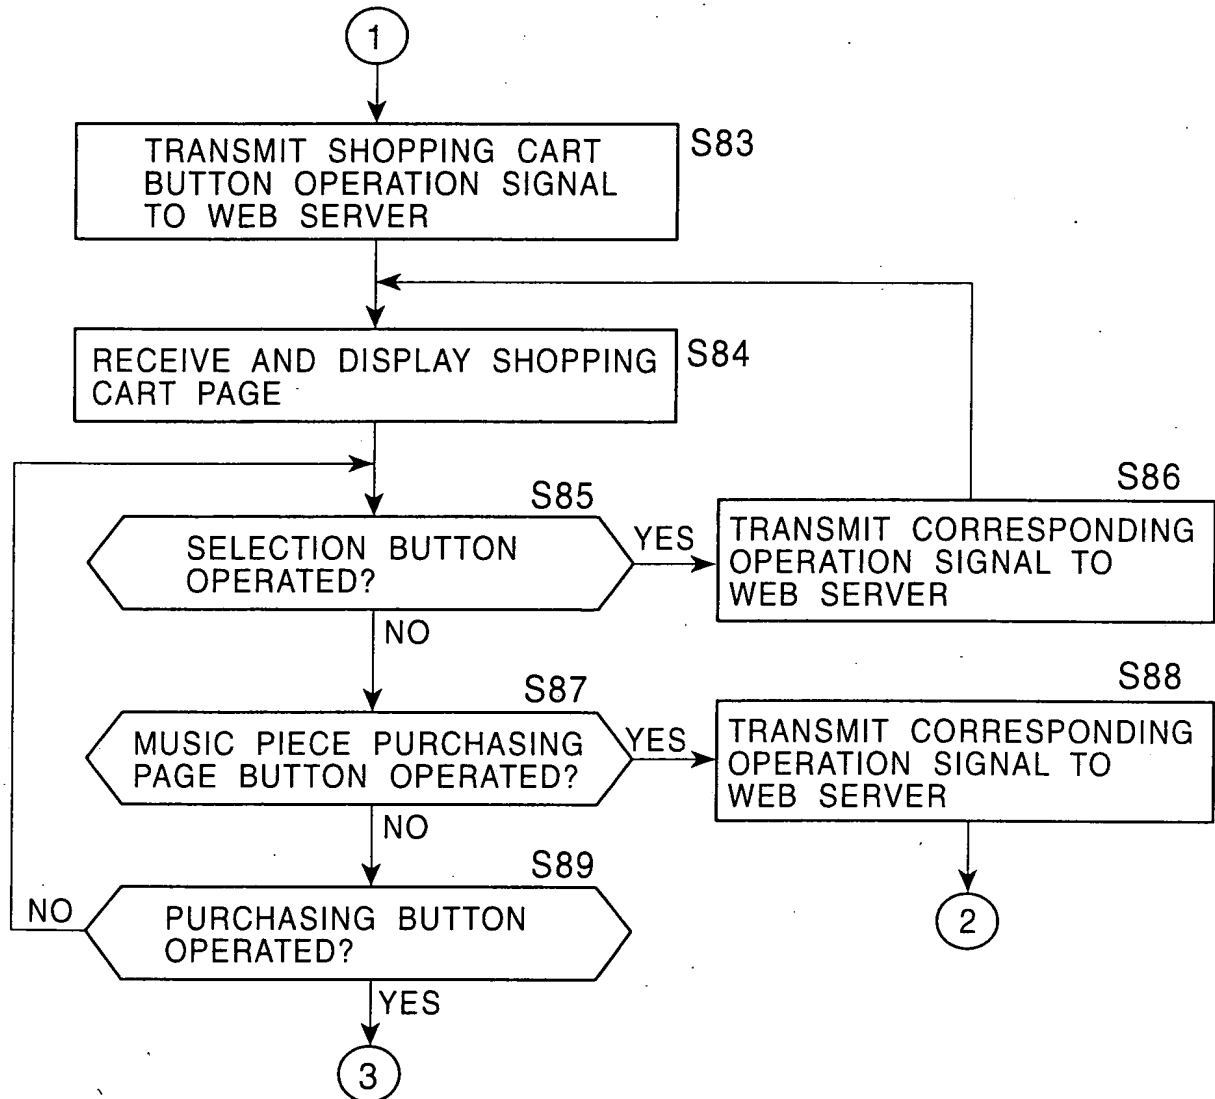 1
TRANSMIT SHOPPING CART
BUTTON OPERATION SIGNAL
TO WEB SERVER
S83
RECEIVE AND DISPLAY SHOPPING
CART PAGE
S84
S85
SELECTION BUTTON
OPERATED?
YES
NO
S86
TRANSMIT CORRESPONDING
OPERATION SIGNAL TO
WEB SERVER
S87
MUSIC PIECE PURCHASING
PAGE BUTTON OPERATED?
YES
NO
S88
TRANSMIT CORRESPONDING
OPERATION SIGNAL TO
WEB SERVER
2
S89
PURCHASING BUTTON
OPERATED?
NO
YES
3